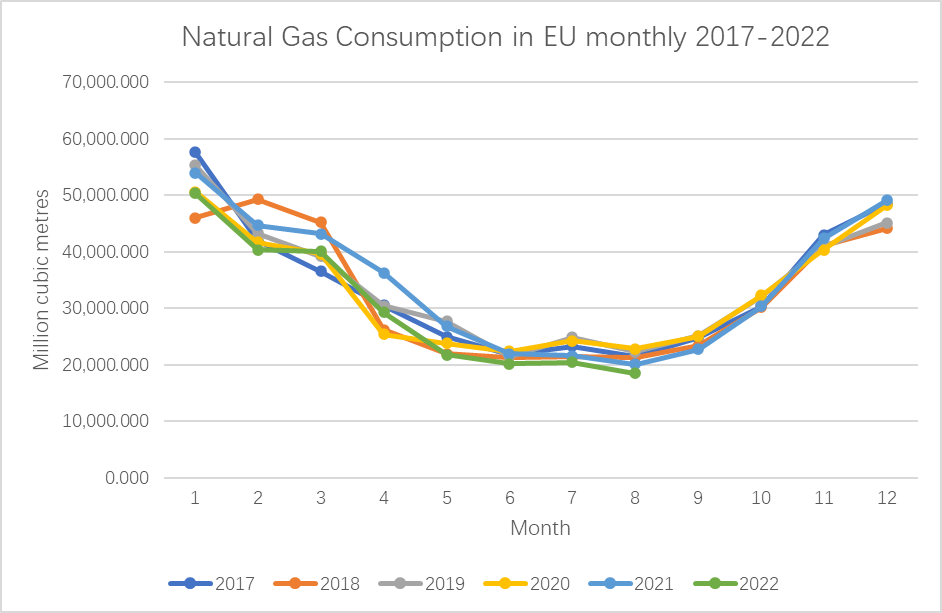 Natural Gas Consumption in EU monthly 2017-2022
70,000.000
60,000.000
50,000.000
40,000.000
30,000.000
20,000.000
10,000.000
0.000
Million cubic metres
1 2 3 4 5 6 7 8 9 10 11 12
Month
2017 2018 2019 2020 2021 2022